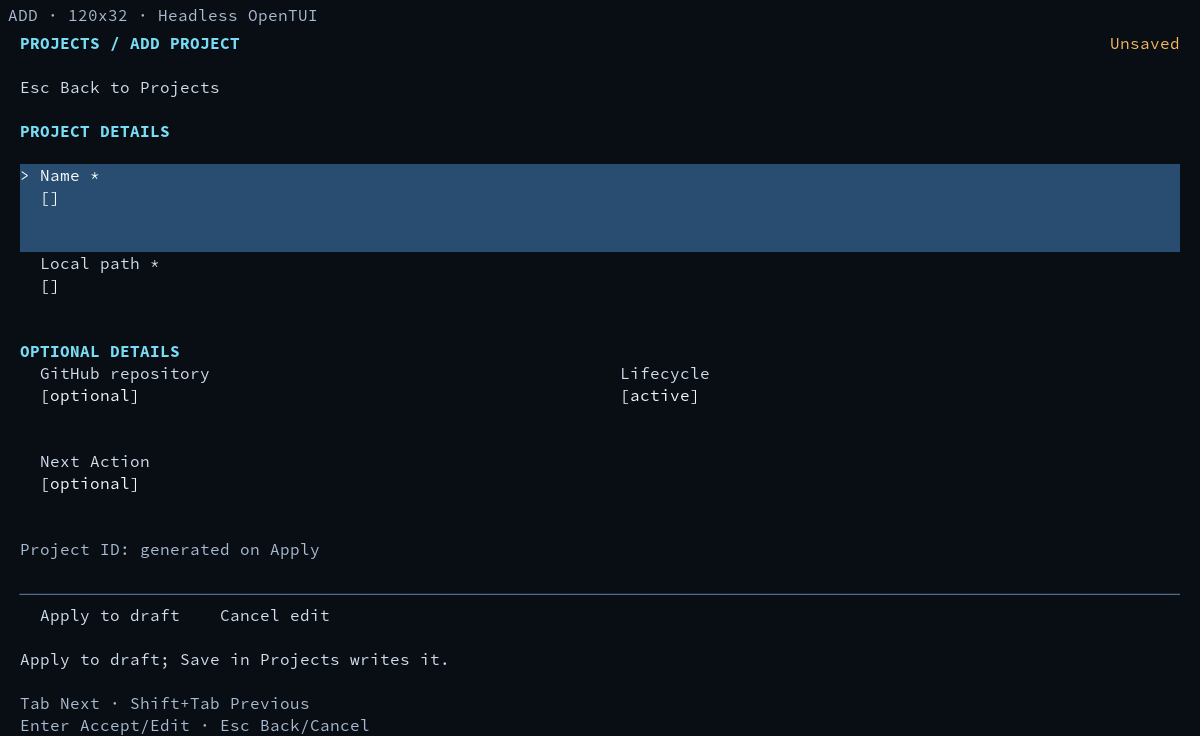 ADD · 120x32 · Headless OpenTUI
PROJECTS / ADD PROJECT Unsaved
Esc Back to Projects
PROJECT DETAILS
> Name *
[]
Local path *
[]
OPTIONAL DETAILS
GitHub repository Lifecycle
[optional] [active]
Next Action
[optional]
Project ID: generated on Apply
Apply to draft Cancel edit
Apply to draft; Save in Projects writes it.
Tab Next · Shift+Tab Previous
Enter Accept/Edit · Esc Back/Cancel